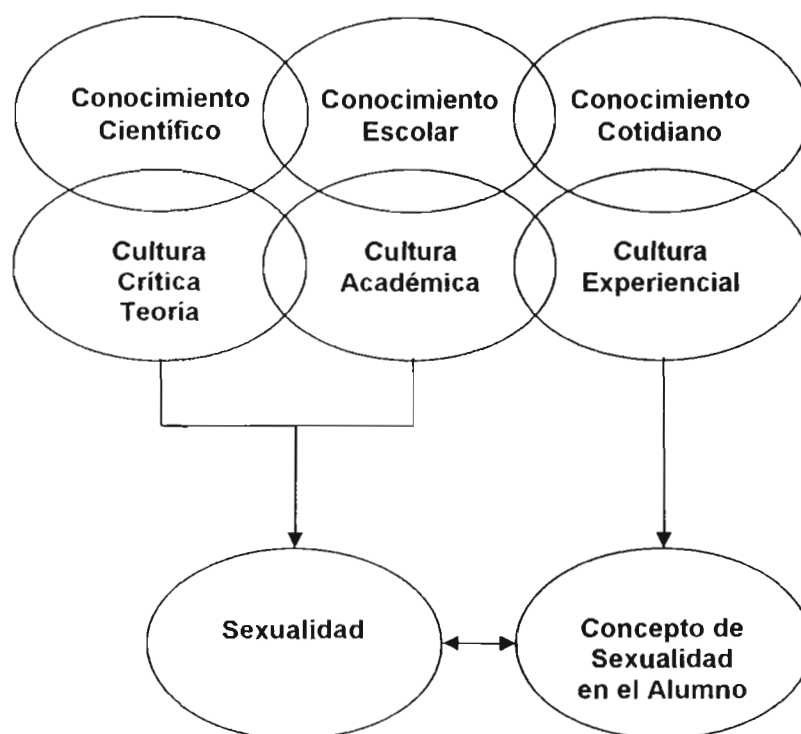 Conocimiento
Científico
Conocimiento
Escolar
Conocimiento
Cotidiano
Cultura
Crítica
Teoría
Cultura
Académica
Cultura
Experiencial
Sexualidad
Concepto de
Sexualidad
en el Alumno